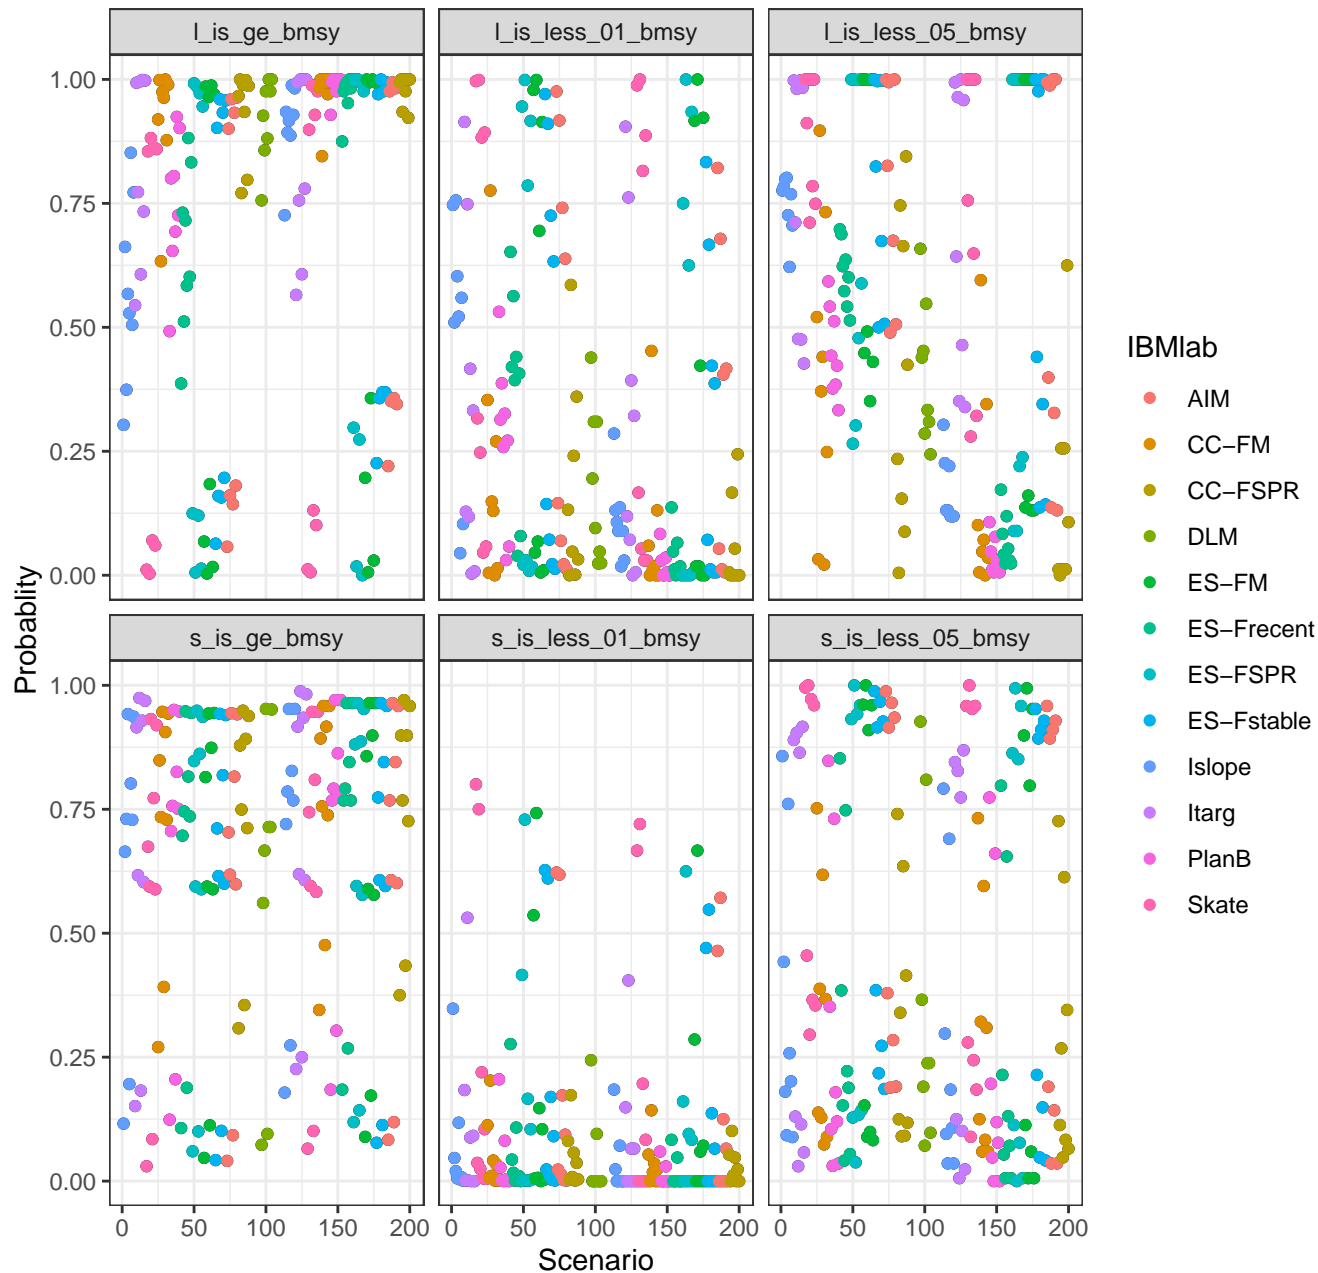 l_is_ge_bmsy
l_is_less_01_bmsy
l_is_less_05_bmsy
1.00
0.75
0.50
0.25
0.00
s_is_ge_bmsy
s_is_less_01_bmsy
s_is_less_05_bmsy
1.00
0.75
0.50
0.25
0.00
0 50 100 150 200
0 50 100 150 200
0 50 100 150 200
Scenario
Probablity
IBMlab
AIM
CC−FM
CC−FSPR
DLM
ES−FM
ES−Frecent
ES−FSPR
ES−Fstable
Islope
Itarg
PlanB
Skate